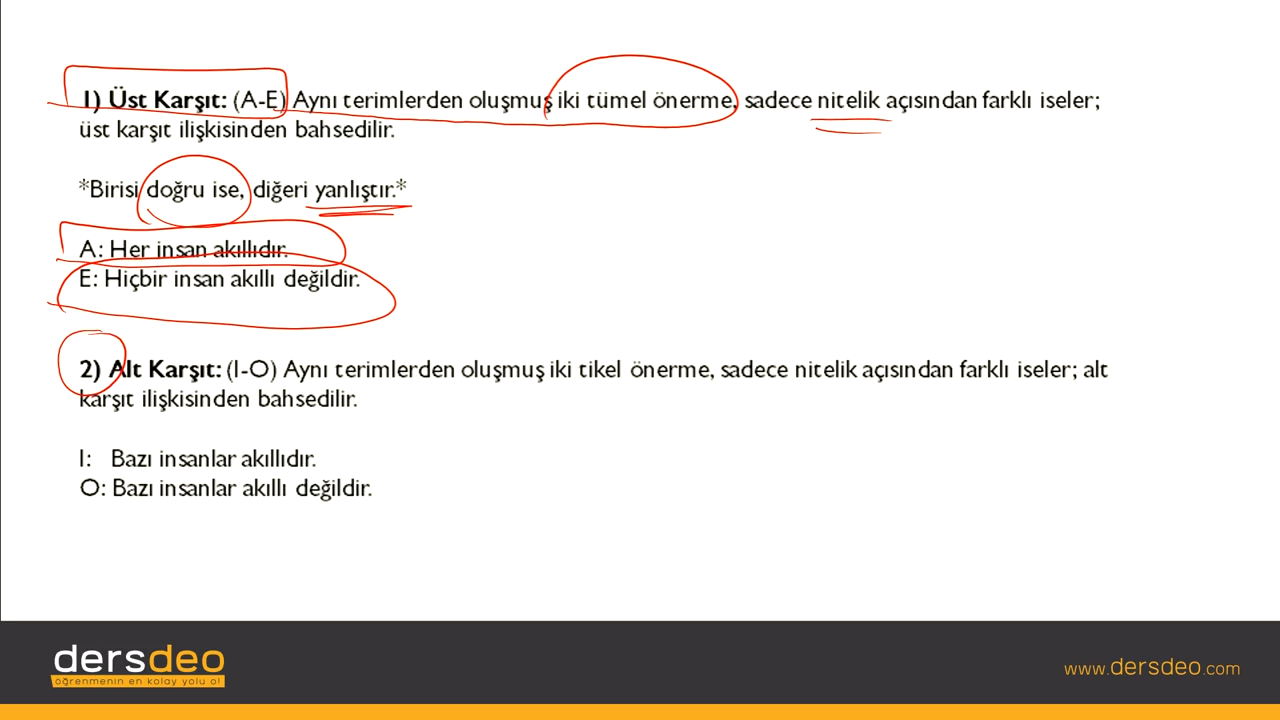 1) Üst Karşıt: (A-E) Aynı terimlerden oluşmuş iki tümel önerme, sadece nitelik açısından farklı iseler;
üst karşıt ilişkisinden bahsedilir.
*Birisi doğru ise, diğeri yanlıştır.*
A: Her insan akıllıdır.
E: Hiçbir insan akıllı değildir.
2) Alt Karşıt: (I-O) Aynı terimlerden oluşmuş iki tikel önerme, sadece nitelik açısından farklı iseler; alt
karşıt ilişkisinden bahsedilir.
I: Bazı insanlar akıllıdır.
O: Bazı insanlar akıllı değildir.
dersdeo
öğrenmenin en kolay yolu o!
www.dersdeo.com